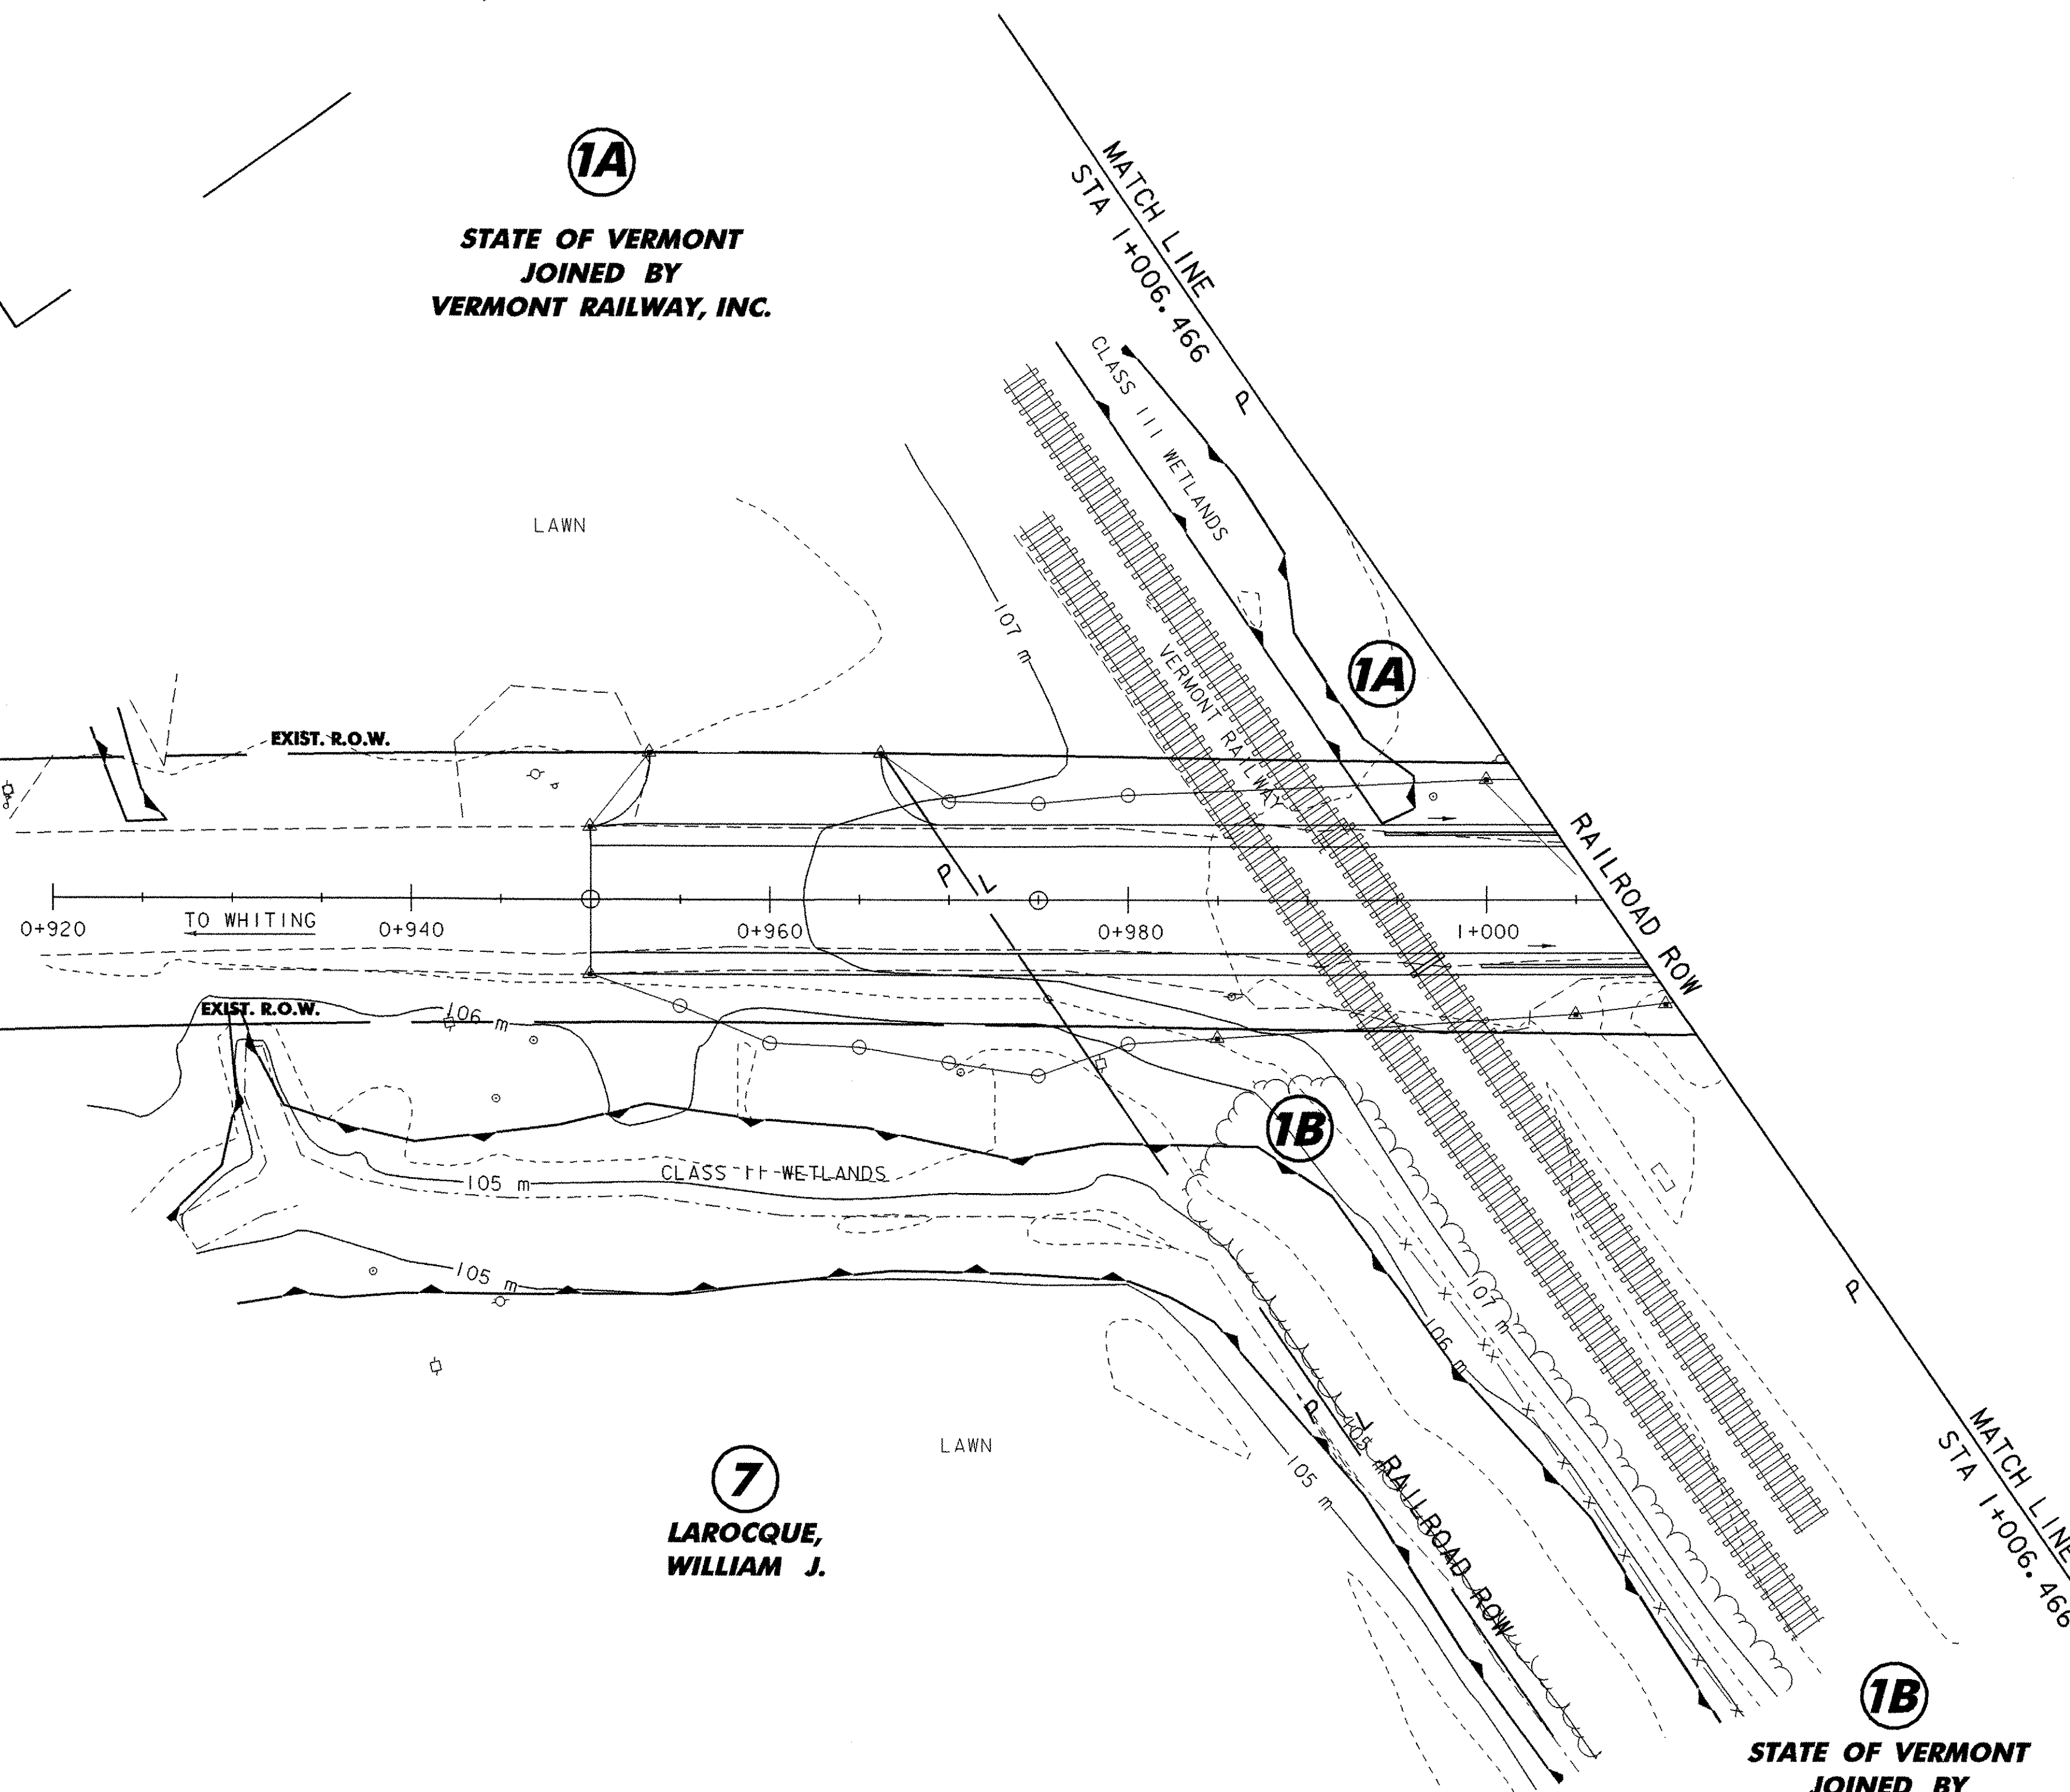 1A
STATE OF VERMONT
JOINED BY
VERMONT RAILWAY, INC.
MATCH LINE
STA 1+006.466
P
CLASS III WETLANDS
LAWN
107 m
VERMONT RAILWAY
1A
EXIST. R.O.W.
RAILROAD ROW
P L
0+920
TO WHITING
0+940
0+960
0+980
1+000
EXIST. R.O.W.
106 m
1B
CLASS II WETLANDS
105 m
105 m
107 m
106 m
P
P L
105 m
105 m
RAILROAD ROW
LAWN
7
LAROCQUE,
WILLIAM J.
MATCH LINE
STA 1+006.466
1B
STATE OF VERMONT
JOINED BY